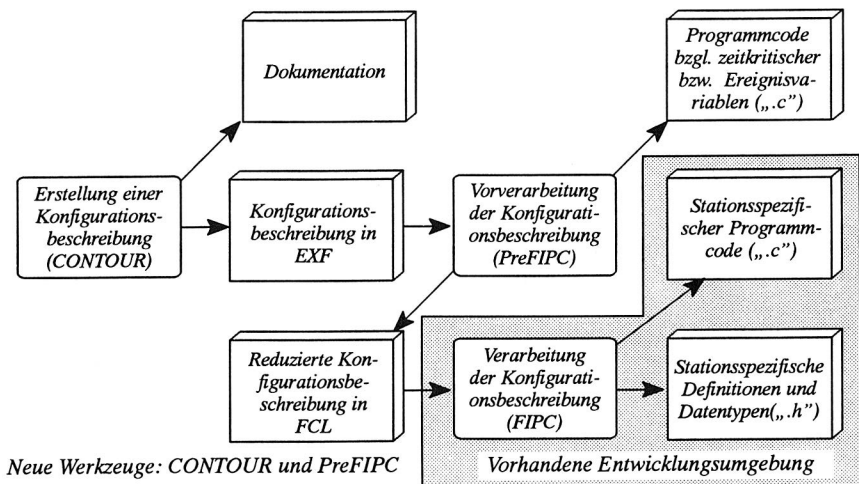 Dokumentation
Programmcode
bzgl. zeitkritischer
bzw. Ereignisva-
riablen („.c”)
Erstellung einer
Konfigurations-
beschreibung
(CONTOUR)
Konfigurations-
beschreibung in
EXF
Vorverarbeitung
der Konfigurati-
onsbeschreibung
(PreFIPC)
Stationsspezifi-
scher Programm-
code („.c”)
Reduzierte Kon-
figurationsbe-
schreibung in
FCL
Verarbeitung
der Konfigurati-
onsbeschreibung
(FIPC)
Stationsspezifische
Definitionen und
Datentypen(„.h”)
Neue Werkzeuge: CONTOUR und PreFIPC
Vorhandene Entwicklungsumgebung